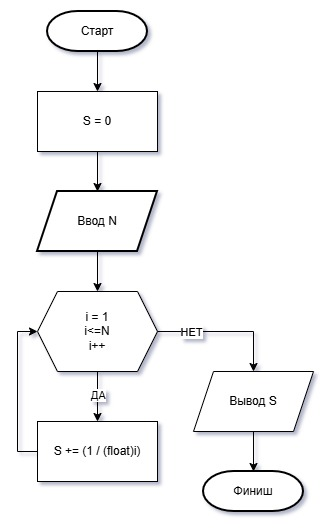 Старт
S = 0
Ввод N
i = 1
i<=N
i++
НЕТ
ДА
Вывод S
S += (1 / (float)i)
Финиш